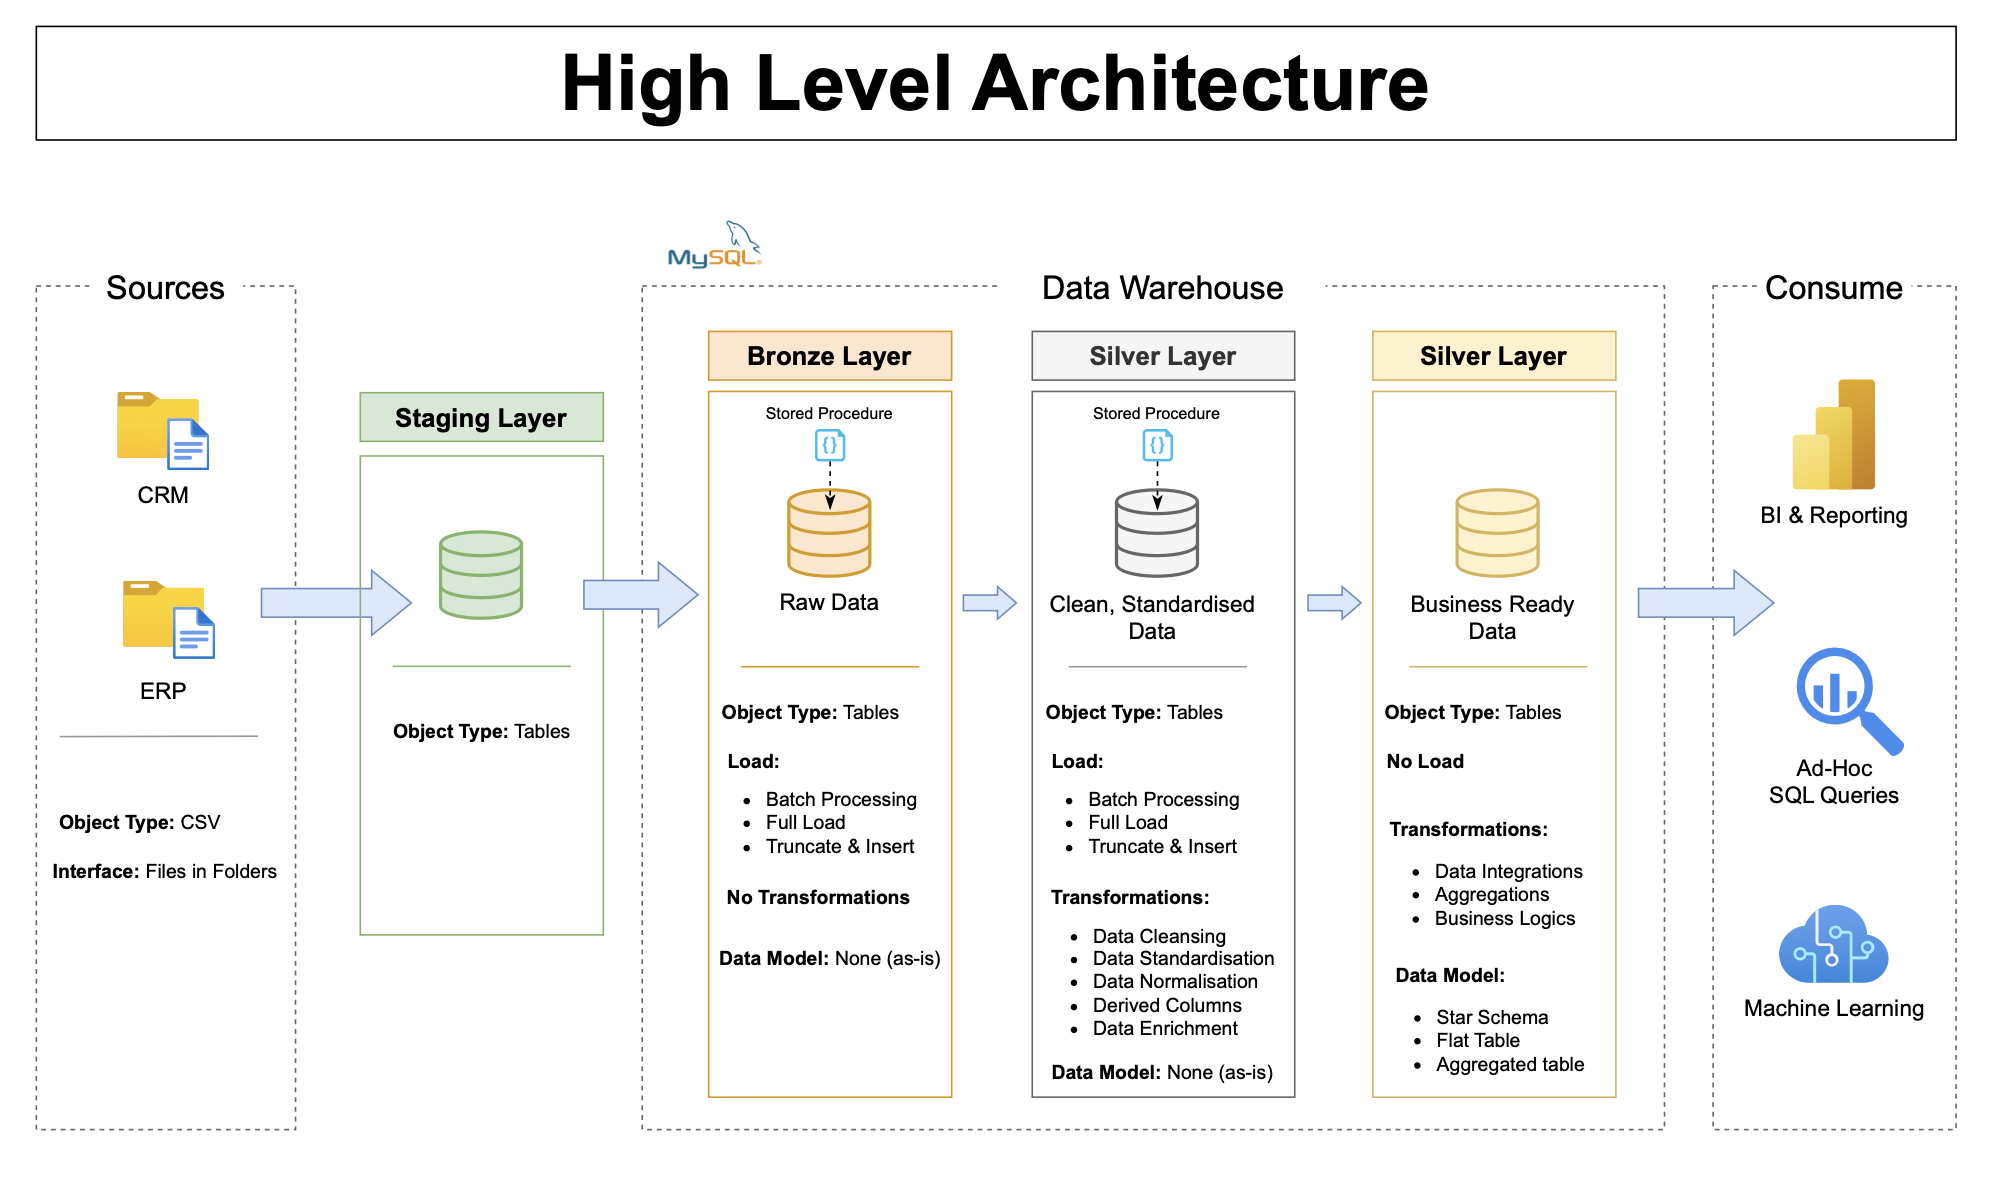 High Level Architecture
Sources
CRM
ERP
Object Type: CSV
Interface: Files in Folders
Staging Layer
Object Type: Tables
MySQL®
Data Warehouse
Bronze Layer
Stored Procedure
{}
Raw Data
Object Type: Tables
Load:
• Batch Processing
• Full Load
• Truncate & Insert
No Transformations
Data Model: None (as-is)
Silver Layer
Stored Procedure
{}
Clean, Standardised
Data
Object Type: Tables
Load:
• Batch Processing
• Full Load
• Truncate & Insert
Transformations:
• Data Cleansing
• Data Standardisation
• Data Normalisation
• Derived Columns
• Data Enrichment
Data Model: None (as-is)
Silver Layer
Business Ready
Data
Object Type: Tables
No Load
Transformations:
• Data Integrations
• Aggregations
• Business Logics
Data Model:
• Star Schema
• Flat Table
• Aggregated table
Consume
BI & Reporting
Ad-Hoc
SQL Queries
Machine Learning